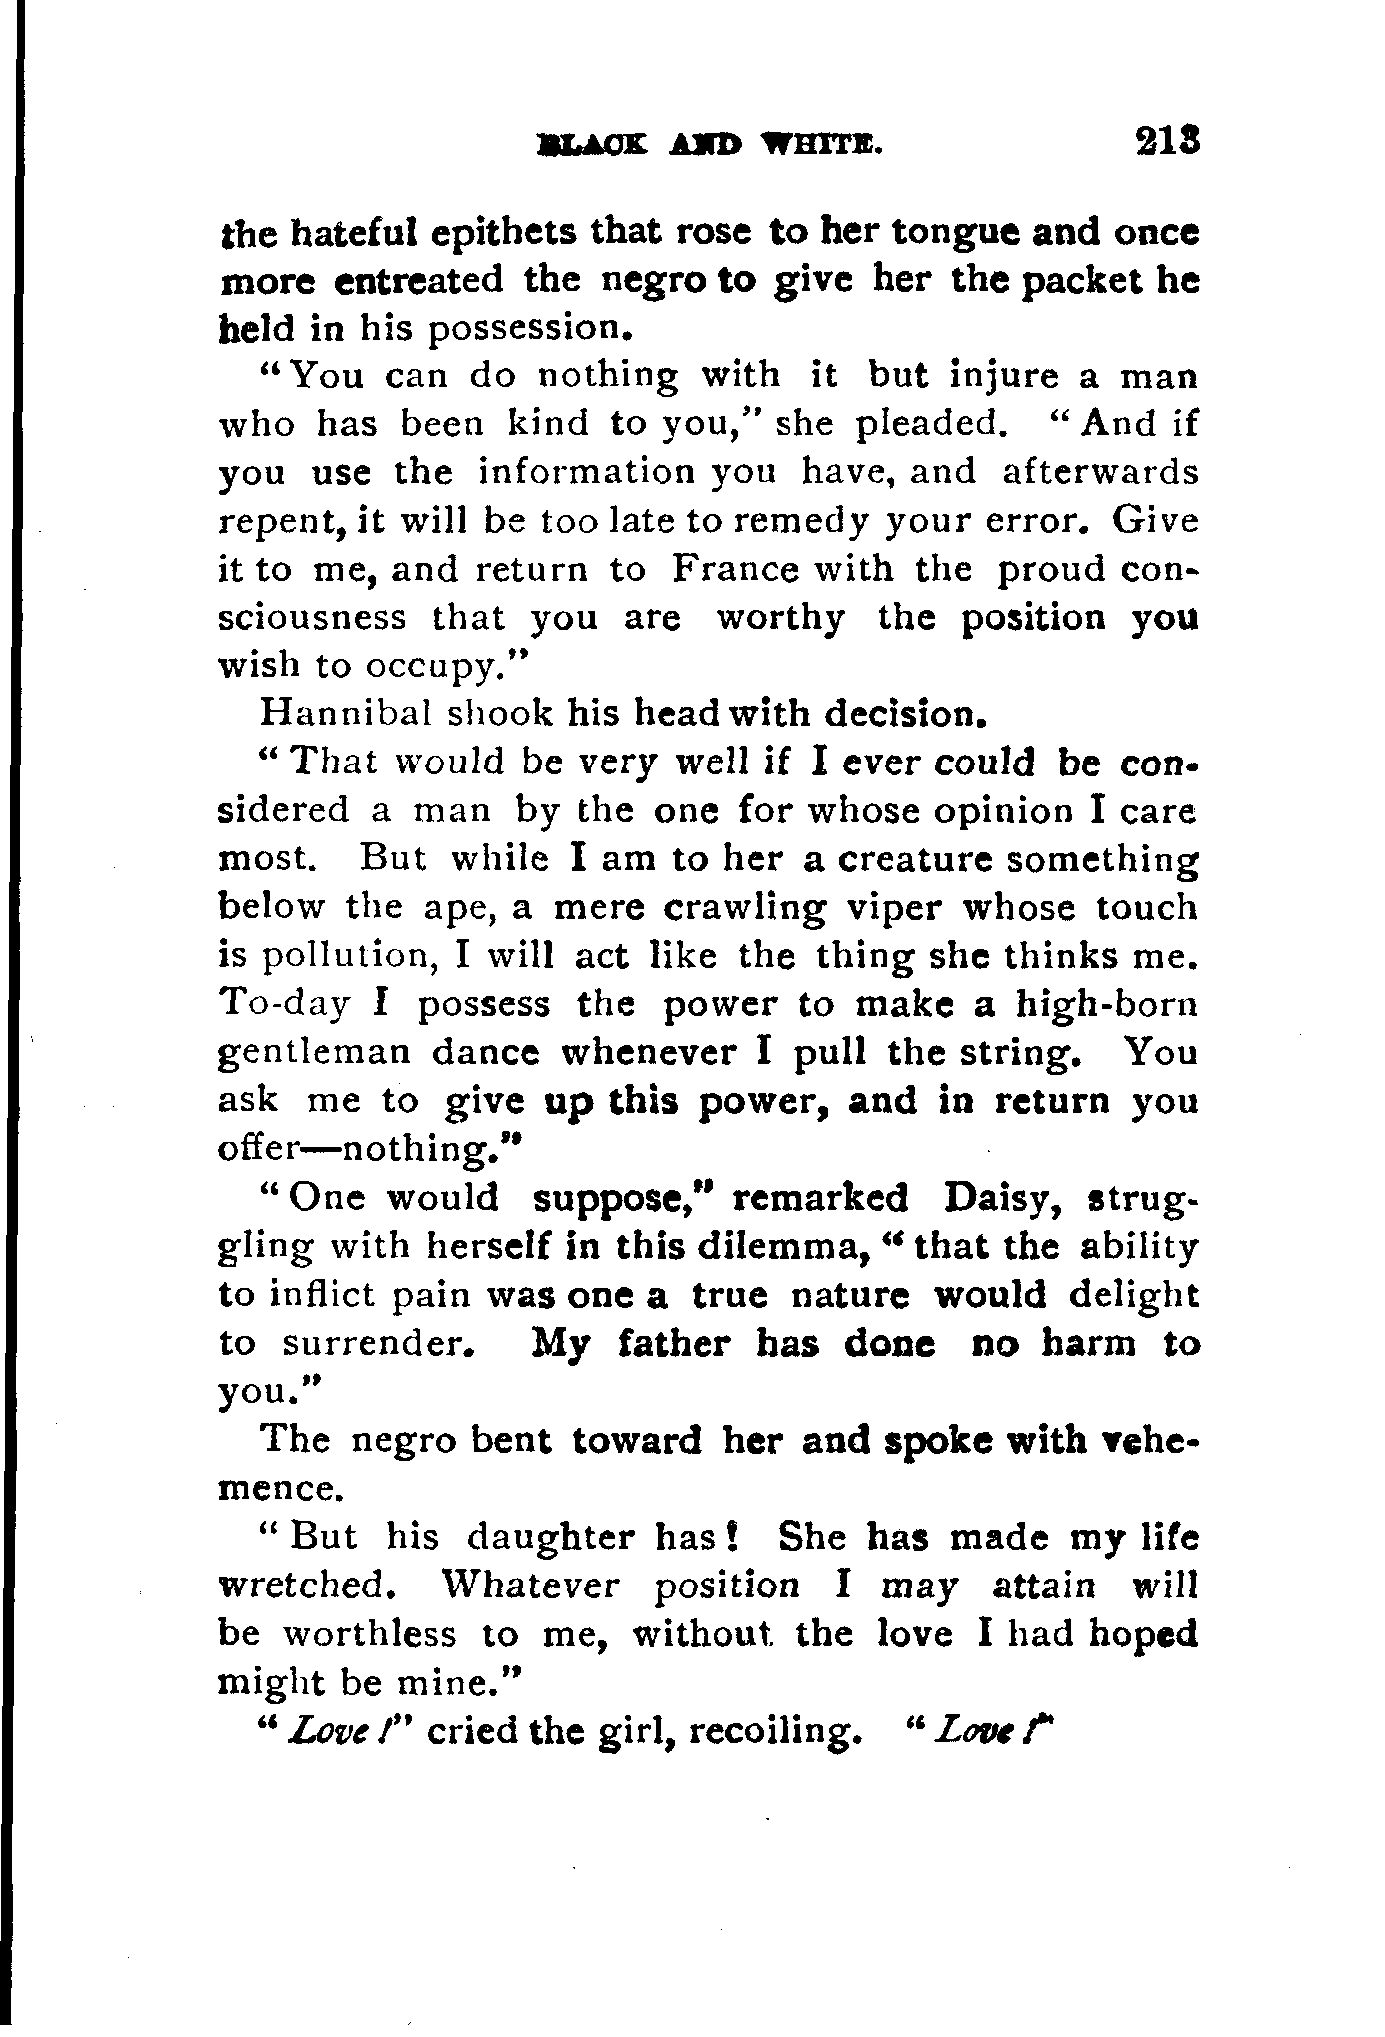 BLACK AND WHITE. 213
the hateful epithets that rose to her tongue and once
more entreated the negro to give her the packet he
held in his possession.
"You can do nothing with it but injure a man
who has been kind to you," she pleaded. "And if
you use the information you have, and afterwards
repent, it will be too late to remedy your error. Give
it to me, and return to France with the proud con-
sciousness that you are worthy the position you
wish to occupy."
Hannibal shook his head with decision.
"That would be very well if I ever could be con-
sidered a man by the one for whose opinion I care
most. But while I am to her a creature something
below the ape, a mere crawling viper whose touch
is pollution, I will act like the thing she thinks me.
To-day I possess the power to make a high-born
gentleman dance whenever I pull the string. You
ask me to give up this power, and in return you
offer—nothing."
"One would suppose," remarked Daisy, strug-
gling with herself in this dilemma, "that the ability
to inflict pain was one a true nature would delight
to surrender. My father has done no harm to
you."
The negro bent toward her and spoke with vehe-
mence.
"But his daughter has! She has made my life
wretched. Whatever position I may attain will
be worthless to me, without the love I had hoped
might be mine."
"Love!" cried the girl, recoiling. "Love!"